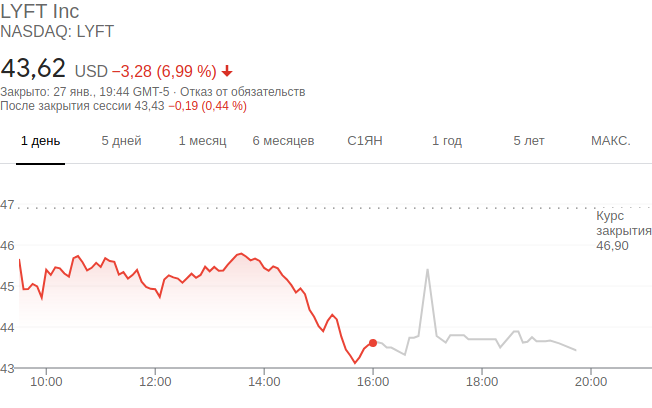 LYFT Inc
NASDAQ: LYFT
43,62 USD −3,28 (6,99 %)
Закрыто: 27 янв., 19:44 GMT-5 · Отказ от обязательств
После закрытия сессии 43,43 −0,19 (0,44 %)
1 день 5 дней 1 месяц 6 месяцев С1ЯН 1 год 5 лет МАКС.
47
Курс
закрытия
46,90
46
45
44
43
10:00 12:00 14:00 16:00 18:00 20:00